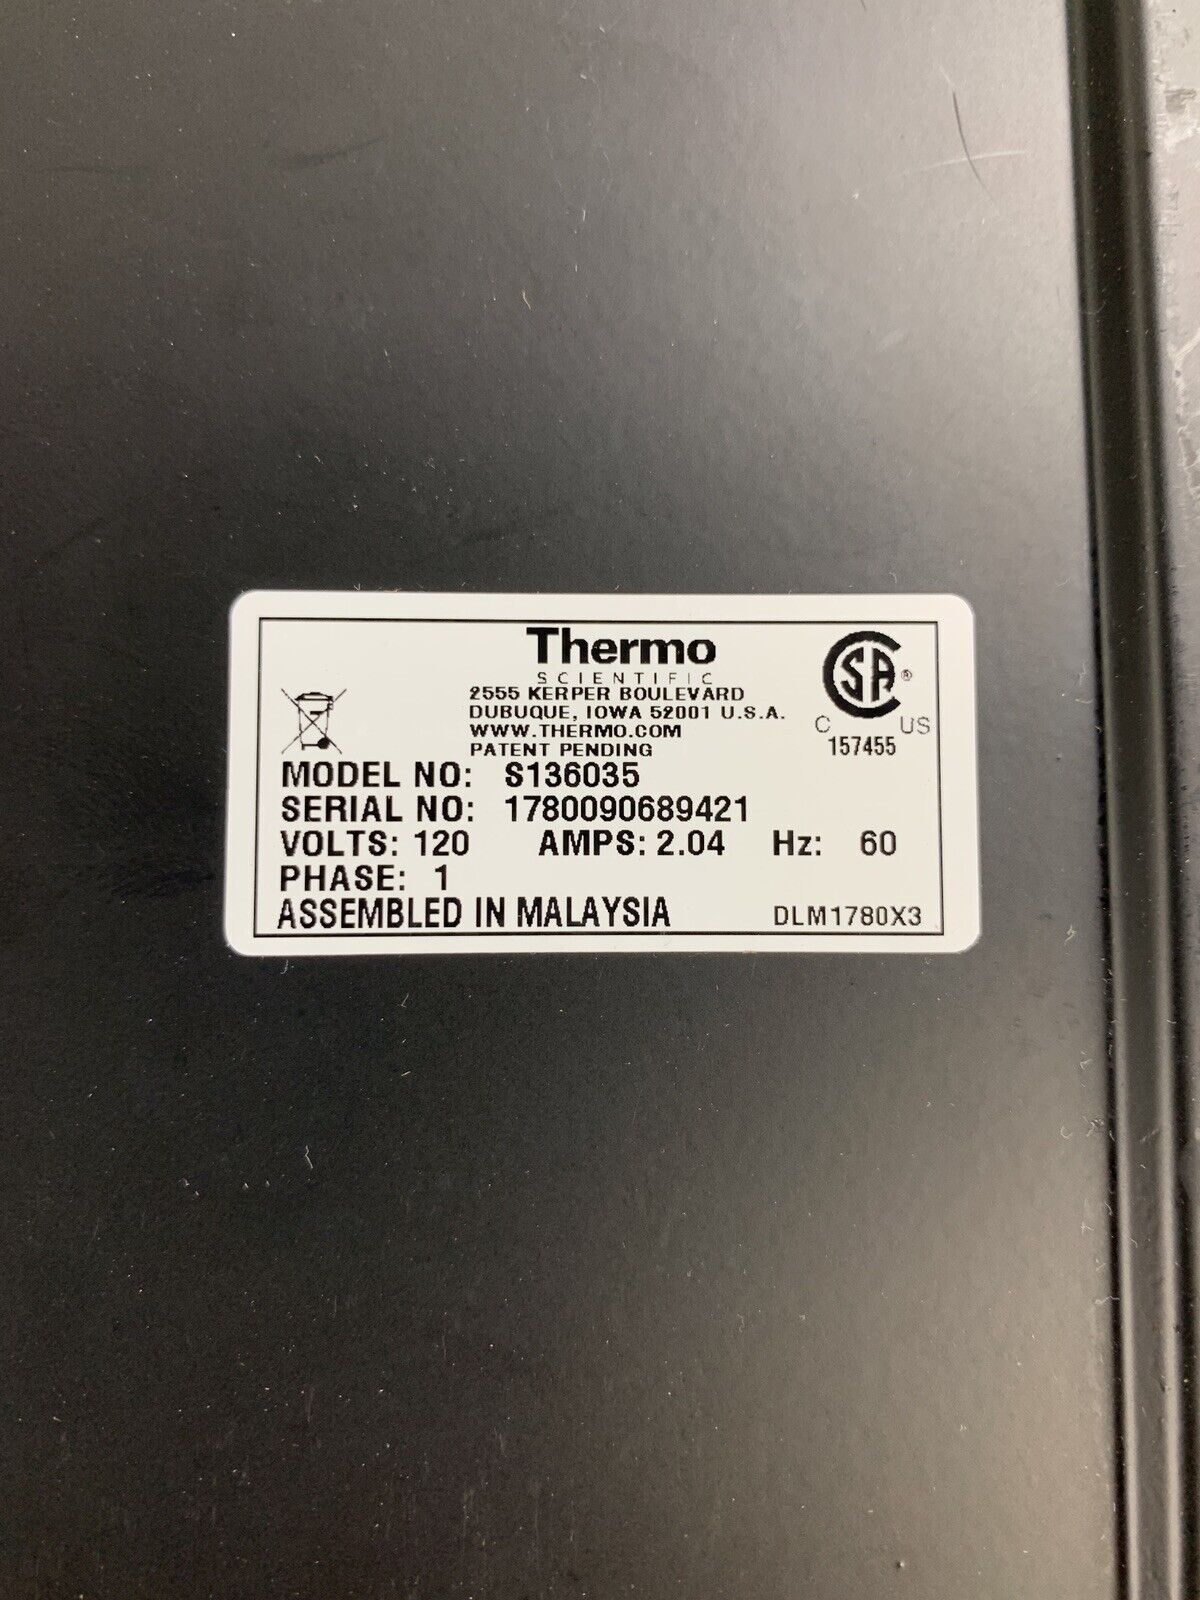 Thermo
SCIENTIFIC
2555 KERPER BOULEVARD
DUBUQUE, IOWA 52001 U.S.A.
WWW.THERMO.COM
PATENT PENDING
CSA®
C US
157455
MODEL NO: S136035
SERIAL NO: 1780090689421
VOLTS: 120 AMPS: 2.04 Hz: 60
PHASE: 1
ASSEMBLED IN MALAYSIA DLM1780X3